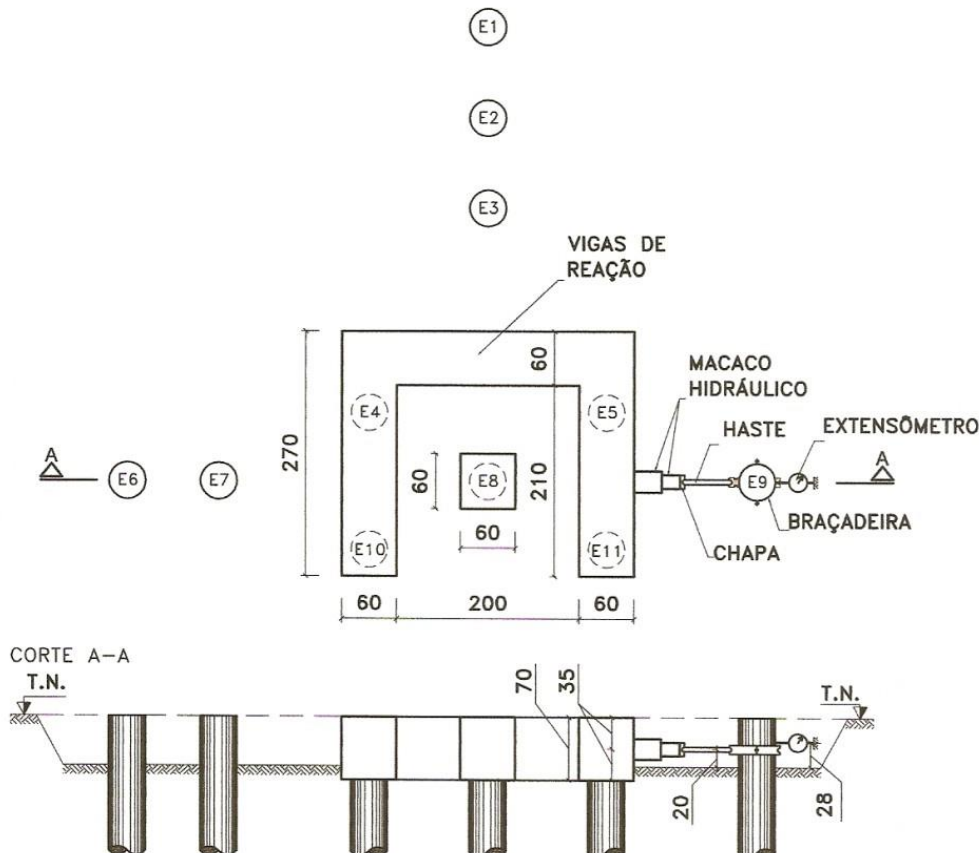 E1
E2
E3
VIGAS DE
REAÇÃO
60
MACACO
HIDRÁULICO
HASTE
EXTENSÔMETRO
E4
E5
270
A
E6
E7
60
E8
210
E9
A
BRAÇADEIRA
60
CHAPA
E10
E11
60
200
60
CORTE A-A
T.N.
70
35
T.N.
20
28